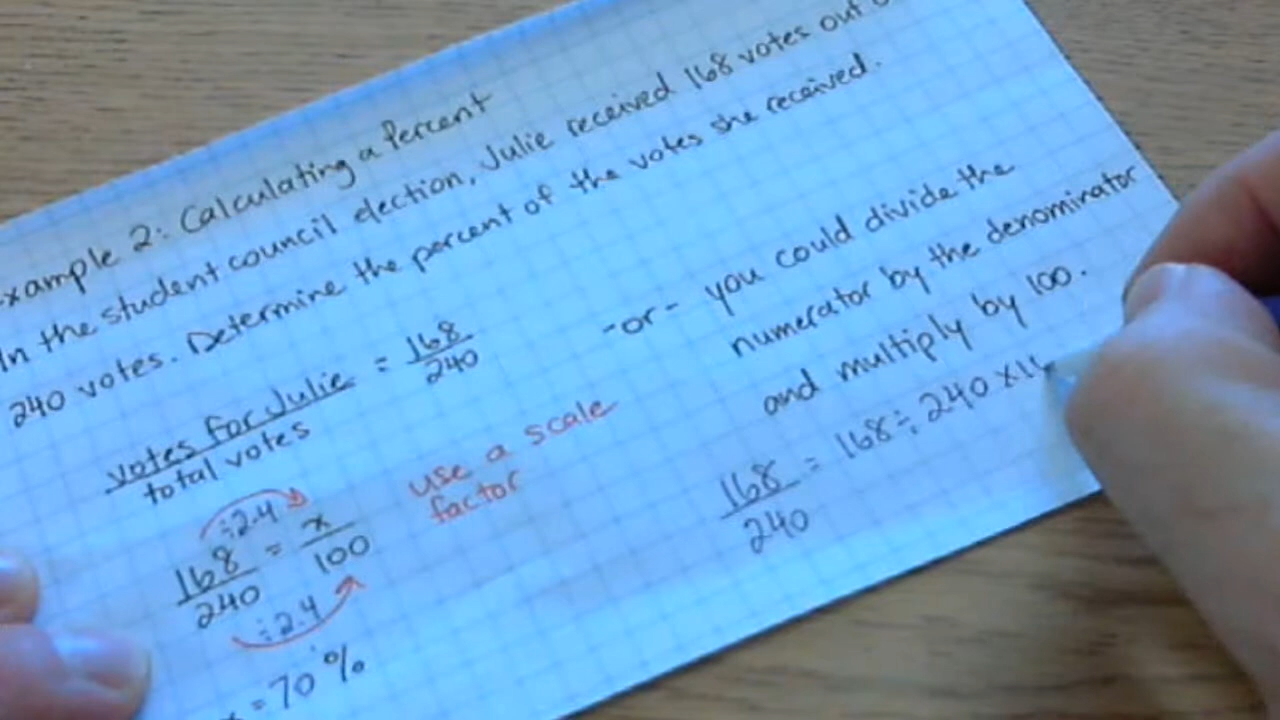 xample 2: Calculating a Percent
In the student council election, Julie received 168 votes out
240 votes. Determine the percent of the votes she received.
votes for Julie = 168
total votes 240
÷2.4
168 = x
240 100
÷2.4
= 70%
use a scale
factor
-or- you could divide the
numerator by the denominator
and multiply by 100.
168 = 168 ÷ 240 × 1
240